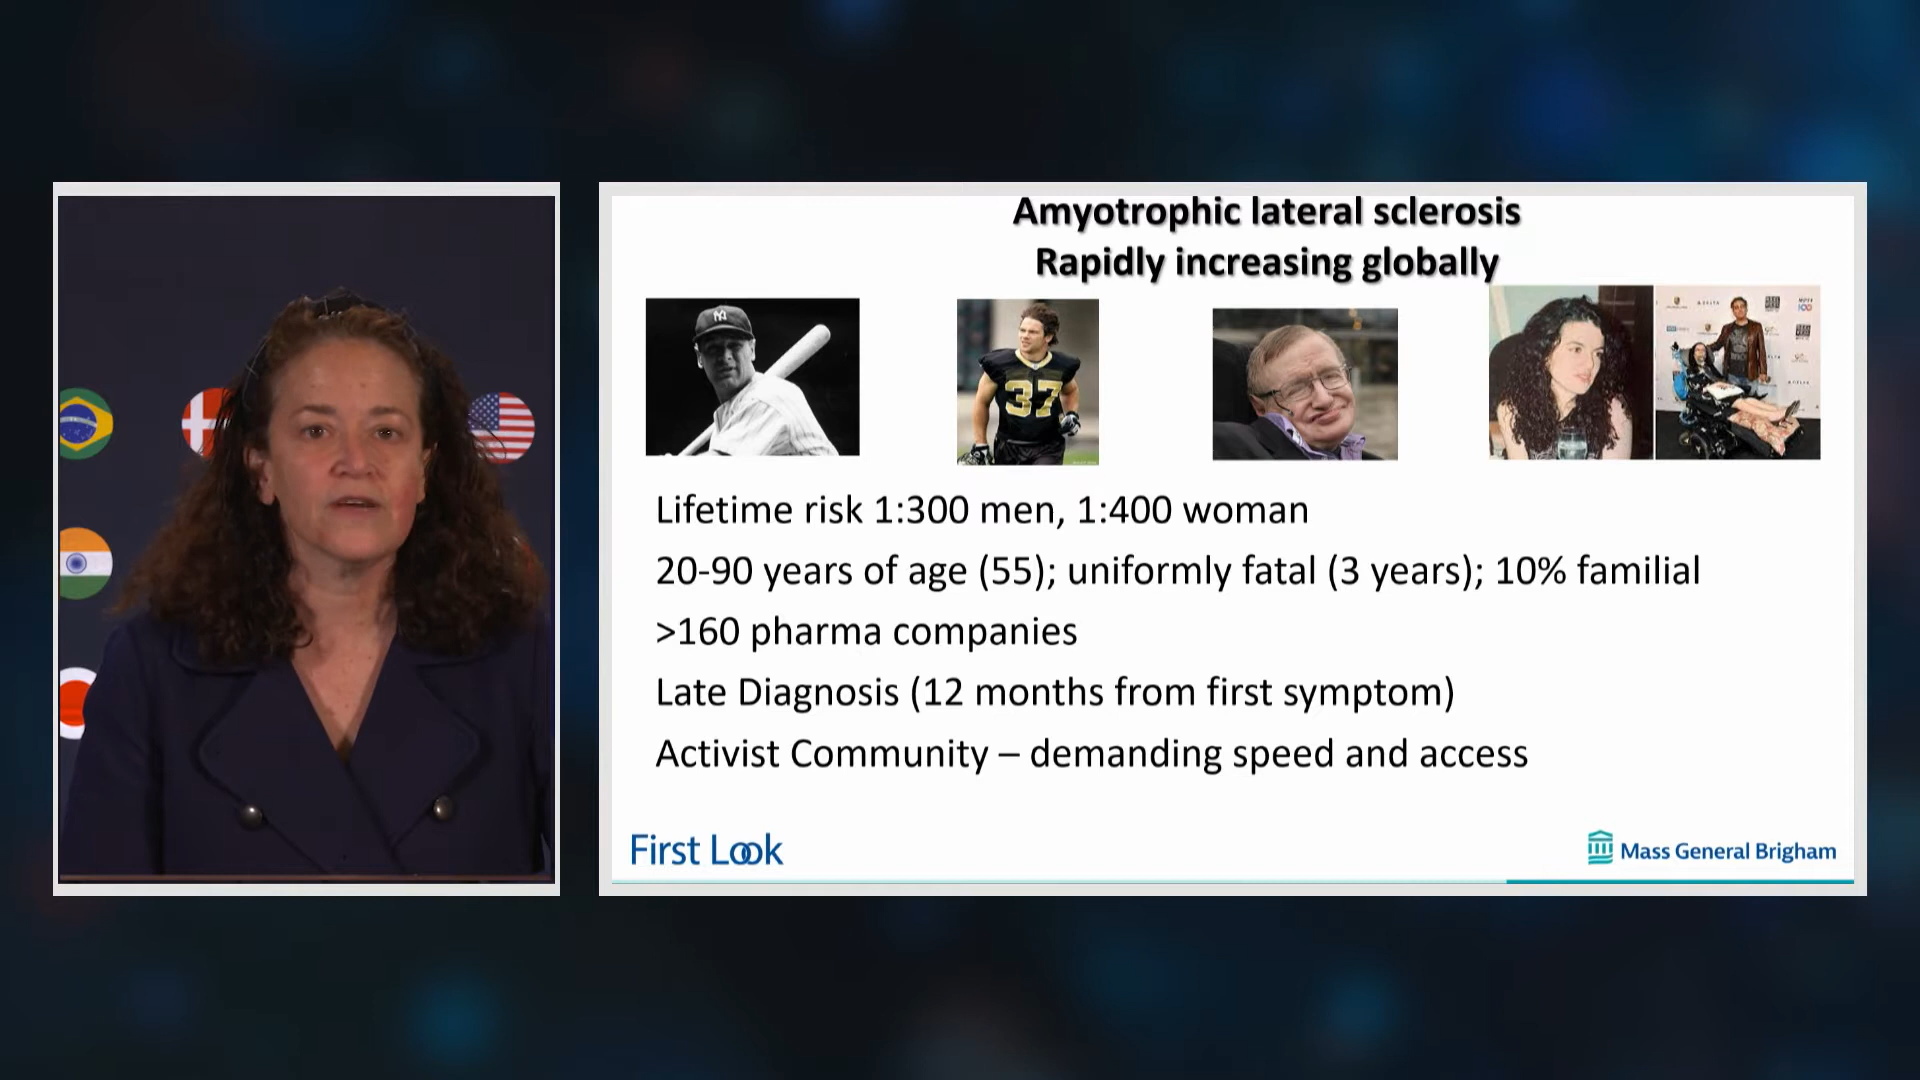 Amyotrophic lateral sclerosis
Rapidly increasing globally
37
Lifetime risk 1:300 men, 1:400 woman
20-90 years of age (55); uniformly fatal (3 years); 10% familial
>160 pharma companies
Late Diagnosis (12 months from first symptom)
Activist Community – demanding speed and access
First Look
Mass General Brigham